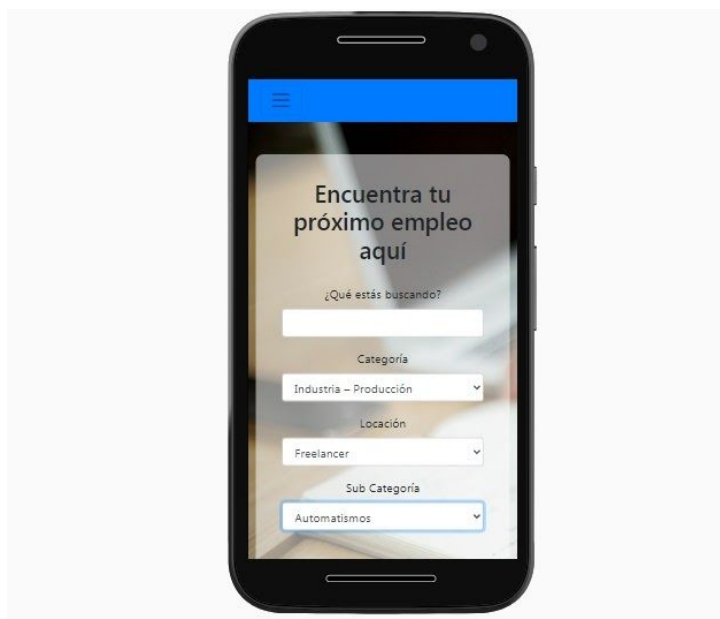 Encuentra tu
próximo empleo
aquí
¿Qué estás buscando?
Categoría
Industria – Producción
Locación
Freelancer
Sub Categoría
Automatismos